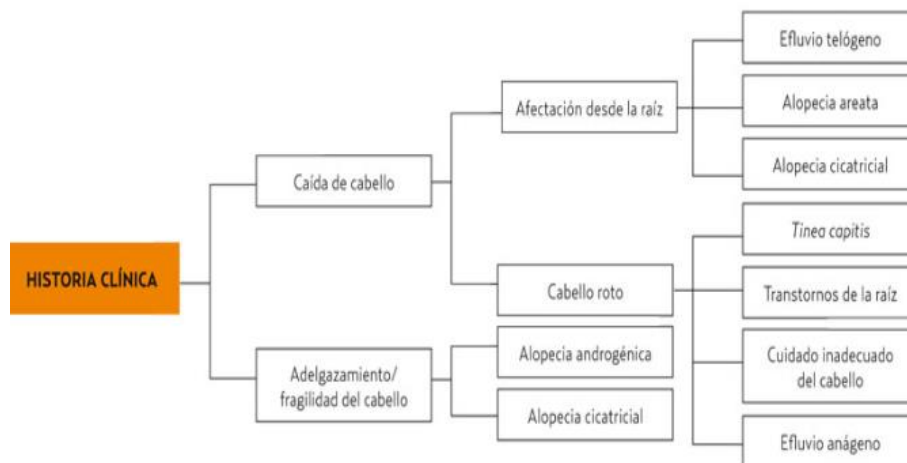 HISTORIA CLÍNICA
Caída de cabello
Afectación desde la raíz
Efluvio telógeno
Alopecia areata
Alopecia cicatricial
Cabello roto
Tinea capitis
Transtornos de la raíz
Cuidado inadecuado
del cabello
Efluvio anágeno
Adelgazamiento/
fragilidad del cabello
Alopecia androgénica
Alopecia cicatricial